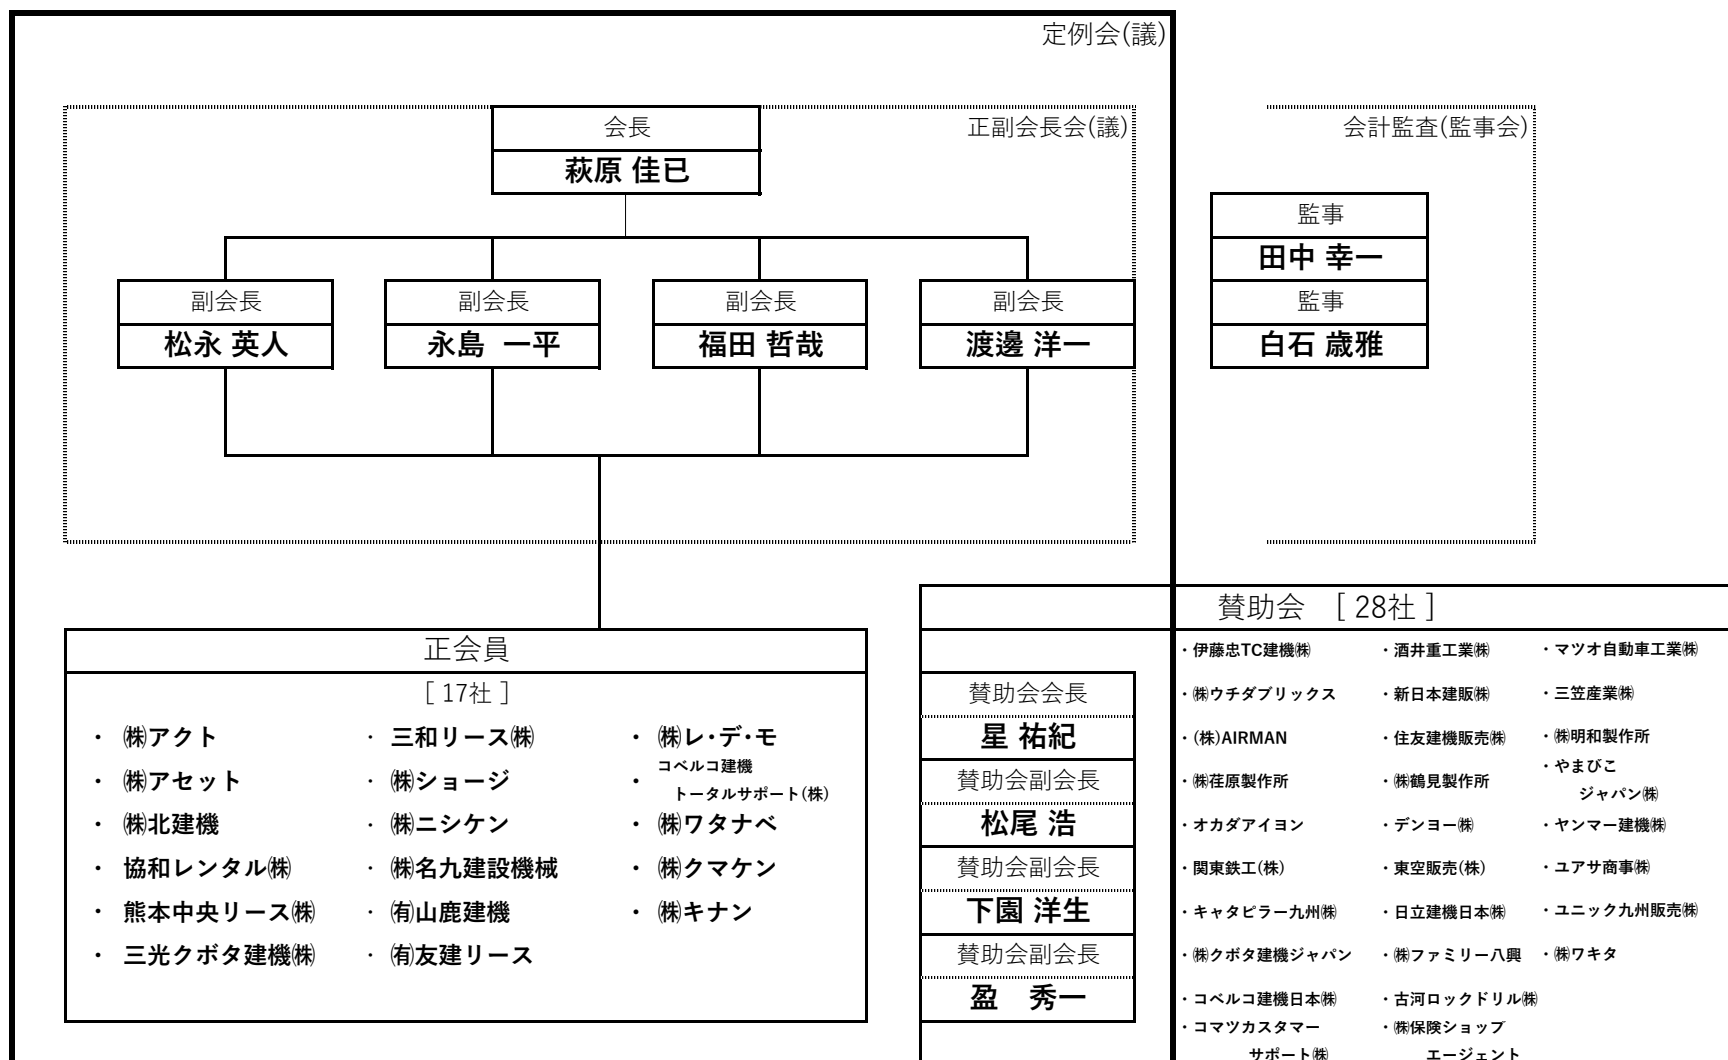 定例会(議)
会長
正副会長会(議)
会計監査(監事会)
萩原 佳已
監事
田中 幸一
監事
白石 歳雅
副会長
松永 英人
副会長
永島 一平
副会長
福田 哲哉
副会長
渡邊 洋一
正会員
[ 17社 ]
・ ㈱アクト
・ ㈱アセット
・ ㈱北建機
・ 協和レンタル㈱
・ 熊本中央リース㈱
・ 三光クボタ建機㈱
・ 三和リース㈱
・ ㈱ショージ
・ ㈱ニシケン
・ ㈱名九建設機械
・ ㈲山鹿建機
・ ㈲友建リース
・ ㈱レ・デ・モ
・ コベルコ建機
トータルサポート(株)
・ ㈱ワタナベ
・ ㈱クマケン
・ ㈱キナン
賛助会 [ 28社 ]
賛助会会長
星 祐紀
賛助会副会長
松尾 浩
賛助会副会長
下園 洋生
賛助会副会長
盈 秀一
・伊藤忠TC建機㈱
・㈱ウチダブリックス
・(株)AIRMAN
・㈱荏原製作所
・オカダアイヨン
・関東鉄工(株)
・キャタピラー九州㈱
・㈱クボタ建機ジャパン
・コベルコ建機日本㈱
・コマツカスタマー
サポート㈱
・酒井重工業㈱
・新日本建販㈱
・住友建機販売㈱
・㈱鶴見製作所
・デンヨー㈱
・東空販売(株)
・日立建機日本㈱
・㈱ファミリー八興
・古河ロックドリル㈱
・㈱保険ショップ
エージェント
・マツオ自動車工業㈱
・三笠産業㈱
・㈱明和製作所
・やまびこ
ジャパン㈱
・ヤンマー建機㈱
・ユアサ商事㈱
・ユニック九州販売㈱
・㈱ワキタ